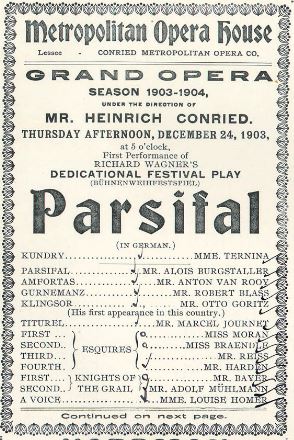 Metropolitan Opera House
Lessee - CONRIED METROPOLITAN OPERA CO.
GRAND OPERA
SEASON 1903-1904,
UNDER THE DIRECTION OF
MR. HEINRICH CONRIED.
THURSDAY AFTERNOON, DECEMBER 24, 1903,
at 5 o'clock,
First Performance of
RICHARD WAGNER'S
DEDICATIONAL FESTIVAL PLAY
(BÜHNENWEIHFESTSPIEL)
Parsifal
(IN GERMAN.)
KUNDRY MME. TERNINA
PARSIFAL MR. ALOIS BURGSTALLER
AMFORTAS MR. ANTON VAN ROOY
GURNEMANZ MR. ROBERT BLASS
KLINGSOR MR. OTTO GORITZ
(His first appearance in this country.)
TITUREL MR. MARCEL JOURNET
FIRST MISS MORAN
SECOND. ESQUIRES MISS BRAENDLE
THIRD MR. REISS
FOURTH MR. HARDEN
FIRST KNIGHTS OF MR. BAYER
SECOND THE GRAIL MR. ADOLF MÜHLMANN
A VOICE MME. LOUISE HOMER
Continued on next page.